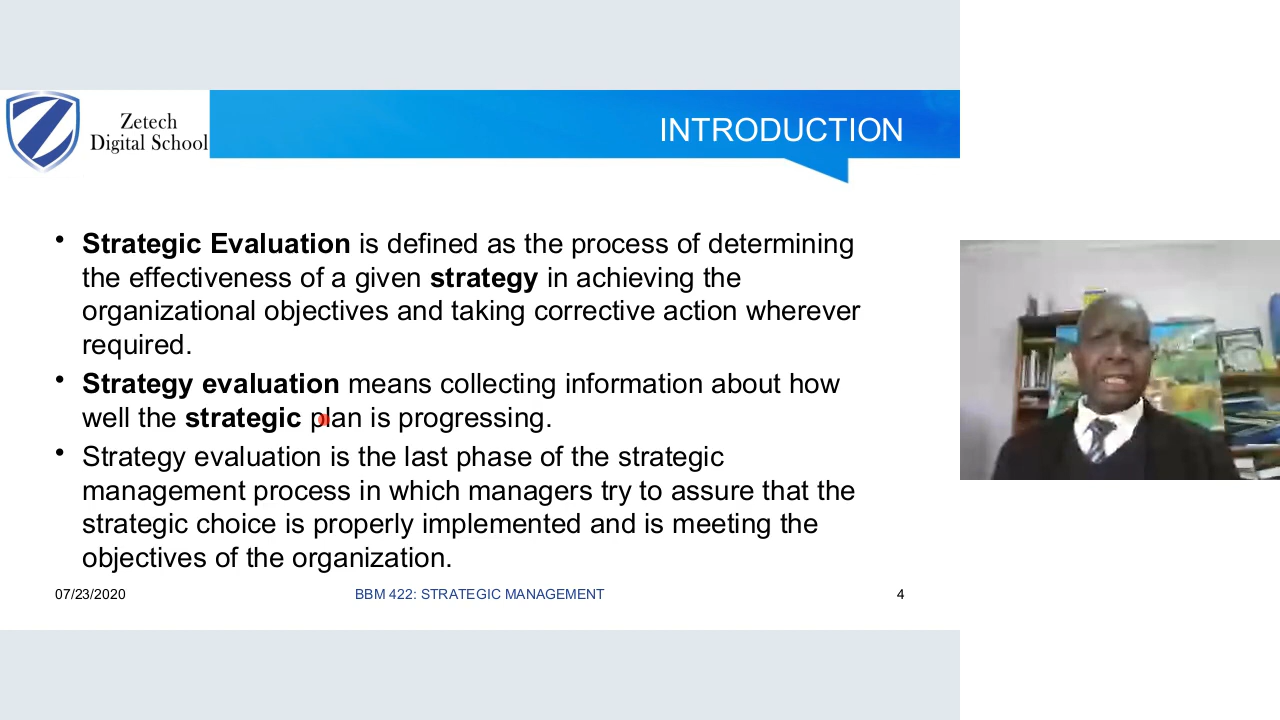 Zetech
Digital School
INTRODUCTION
• Strategic Evaluation is defined as the process of determining
the effectiveness of a given strategy in achieving the
organizational objectives and taking corrective action wherever
required.
• Strategy evaluation means collecting information about how
well the strategic plan is progressing.
• Strategy evaluation is the last phase of the strategic
management process in which managers try to assure that the
strategic choice is properly implemented and is meeting the
objectives of the organization.
07/23/2020
BBM 422: STRATEGIC MANAGEMENT
4